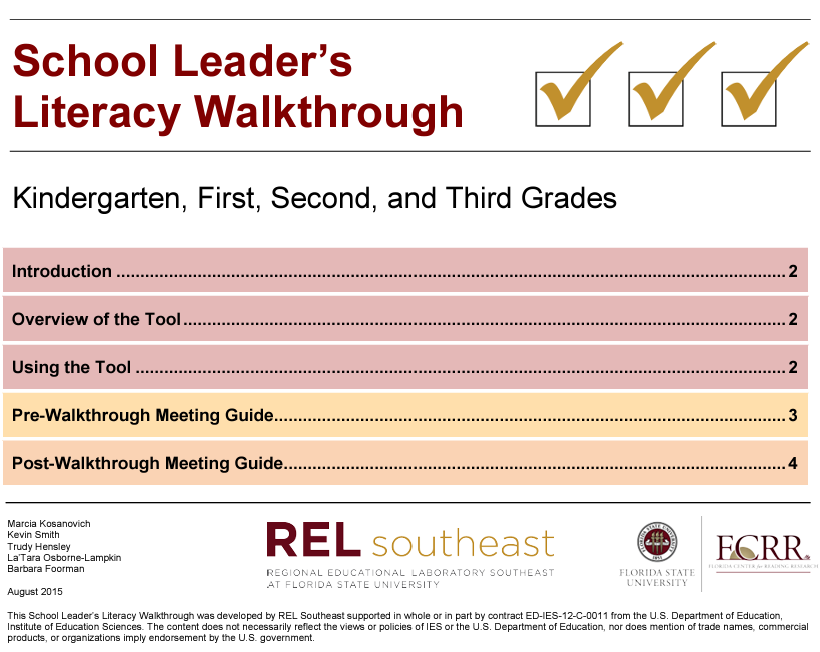 School Leader’s
Literacy Walkthrough
Kindergarten, First, Second, and Third Grades
Introduction ............................................................................................................................................. 2
Overview of the Tool ............................................................................................................................... 2
Using the Tool ......................................................................................................................................... 2
Pre-Walkthrough Meeting Guide............................................................................................................ 3
Post-Walkthrough Meeting Guide.......................................................................................................... 4
Marcia Kosanovich
Kevin Smith
Trudy Hensley
La’Tara Osborne-Lampkin
Barbara Foorman
August 2015
REL southeast
REGIONAL EDUCATIONAL LABORATORY SOUTHEAST
AT FLORIDA STATE UNIVERSITY
FLORIDA STATE
UNIVERSITY
FCRR
FLORIDA CENTER for READING RESEARCH
This School Leader’s Literacy Walkthrough was developed by REL Southeast supported in whole or in part by contract ED-IES-12-C-0011 from the U.S. Department of Education,
Institute of Education Sciences. The content does not necessarily reflect the views or policies of IES or the U.S. Department of Education, nor does mention of trade names, commercial
products, or organizations imply endorsement by the U.S. government.